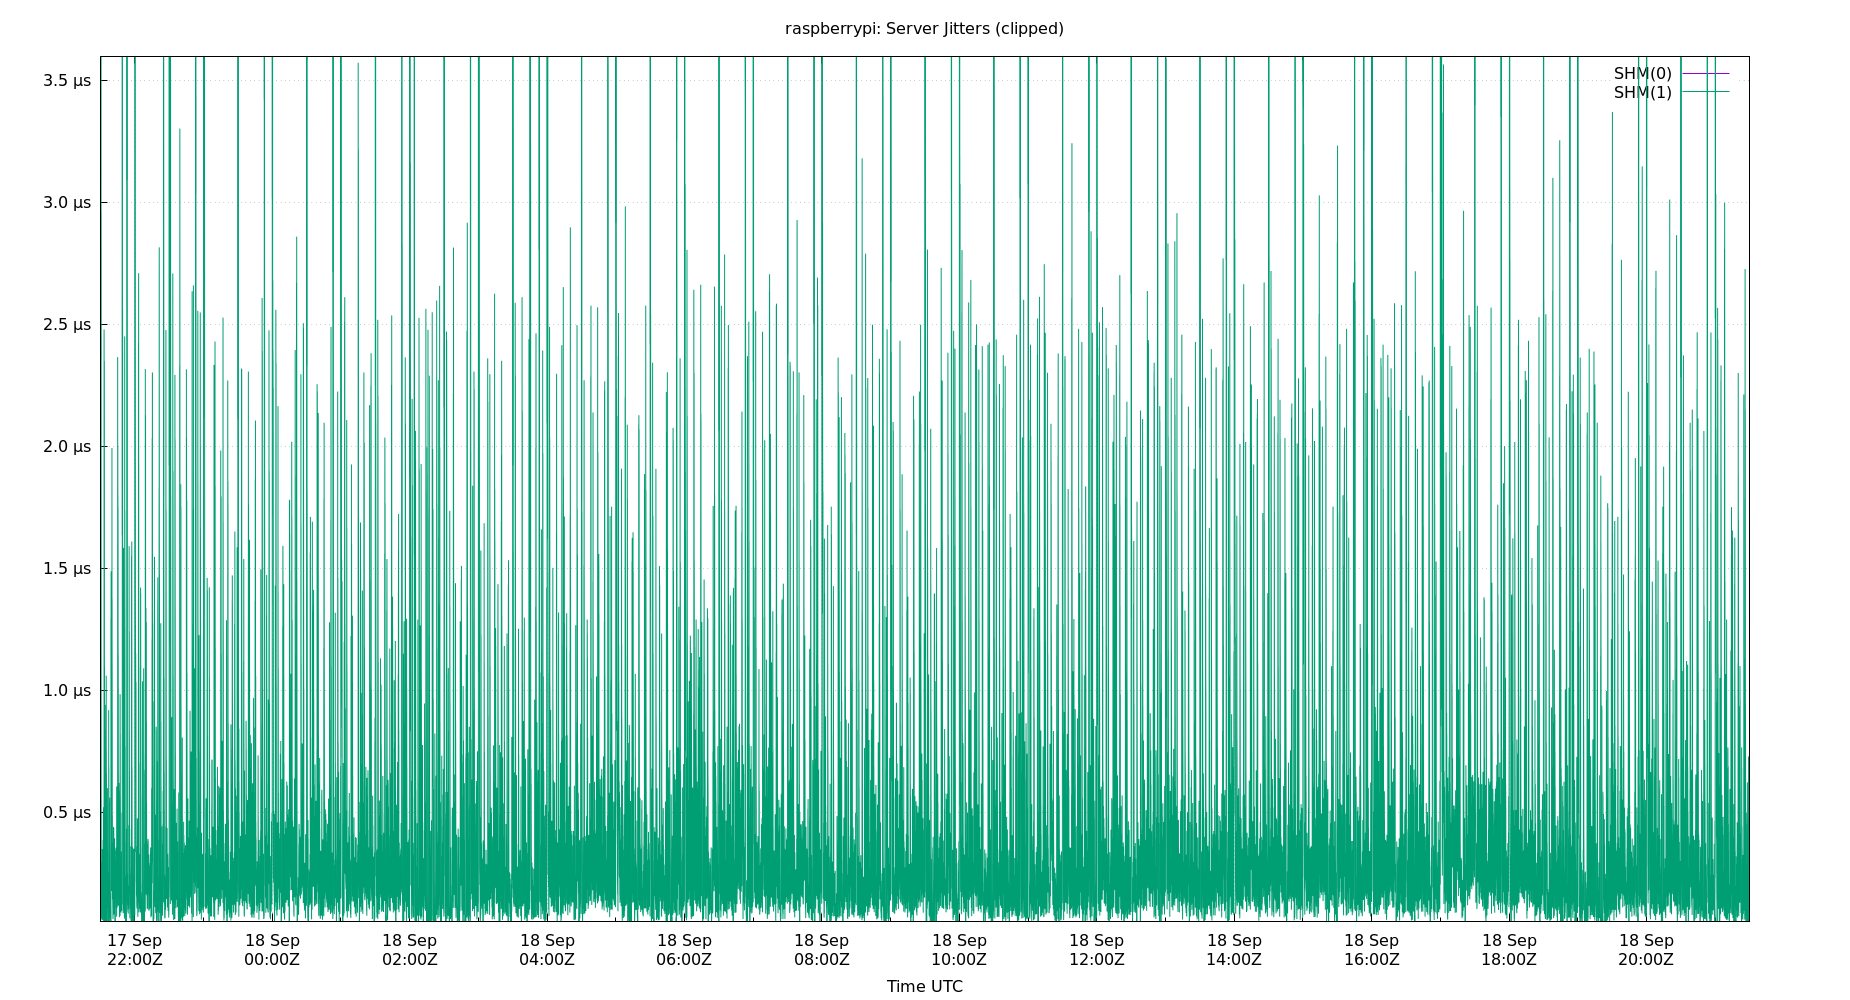 raspberrypi: Server Jitters (clipped)
SHM(0)
SHM(1)
3.5 µs
3.0 µs
2.5 µs
2.0 µs
1.5 µs
1.0 µs
0.5 µs
17 Sep 18 Sep 18 Sep 18 Sep 18 Sep 18 Sep 18 Sep 18 Sep 18 Sep 18 Sep 18 Sep 18 Sep
22:00Z 00:00Z 02:00Z 04:00Z 06:00Z 08:00Z 10:00Z 12:00Z 14:00Z 16:00Z 18:00Z 20:00Z
Time UTC